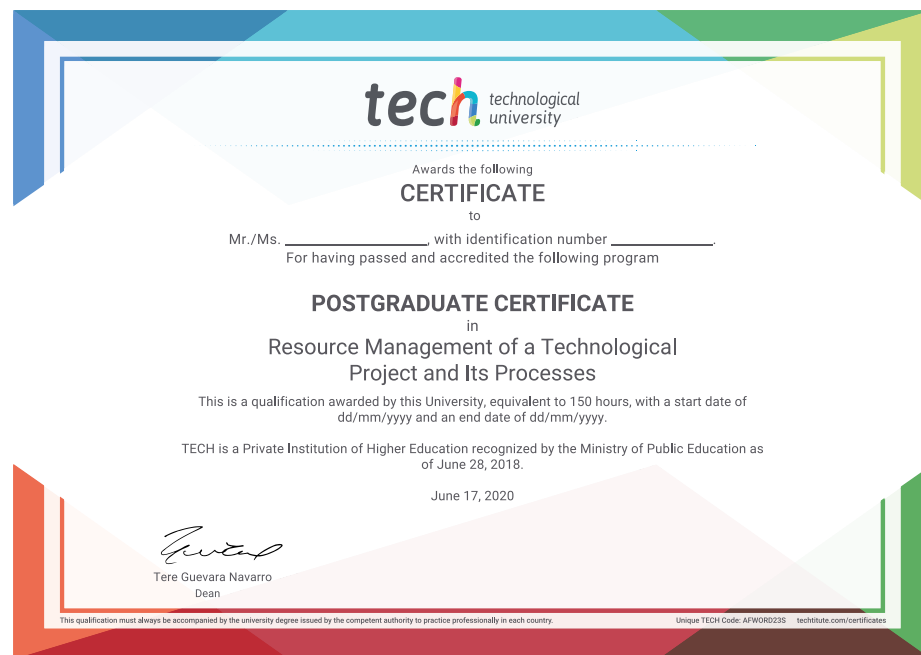 tech technological
university
Awards the following
CERTIFICATE
to
Mr./Ms. ____________________, with identification number ______________.
For having passed and accredited the following program
POSTGRADUATE CERTIFICATE
in
Resource Management of a Technological
Project and Its Processes
This is a qualification awarded by this University, equivalent to 150 hours, with a start date of
dd/mm/yyyy and an end date of dd/mm/yyyy.
TECH is a Private Institution of Higher Education recognized by the Ministry of Public Education as
of June 28, 2018.
June 17, 2020
Tere Guevara Navarro
Dean
This qualification must always be accompanied by the university degree issued by the competent authority to practice professionally in each country. Unique TECH Code: AFWORD23S techtitute.com/certificates